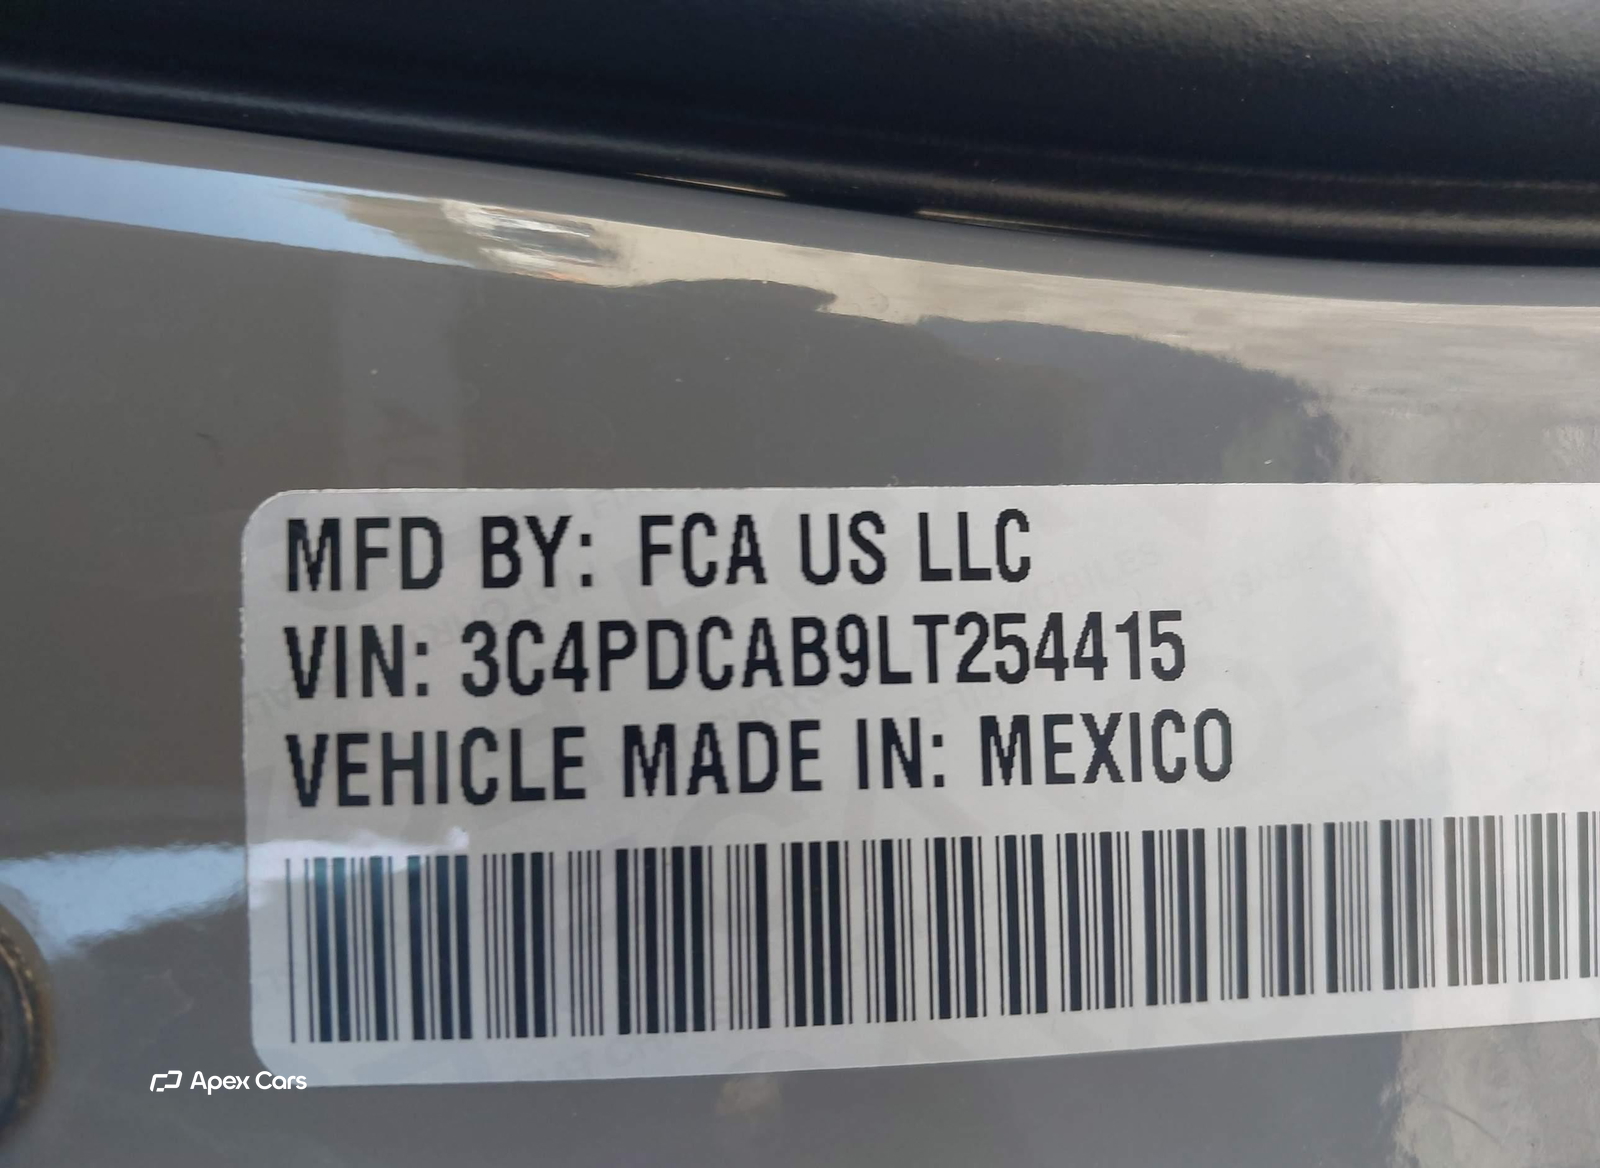 MFD BY: FCA US LLC
VIN: 3C4PDCAB9LT254415
VEHICLE MADE IN: MEXICO
Apex Cars